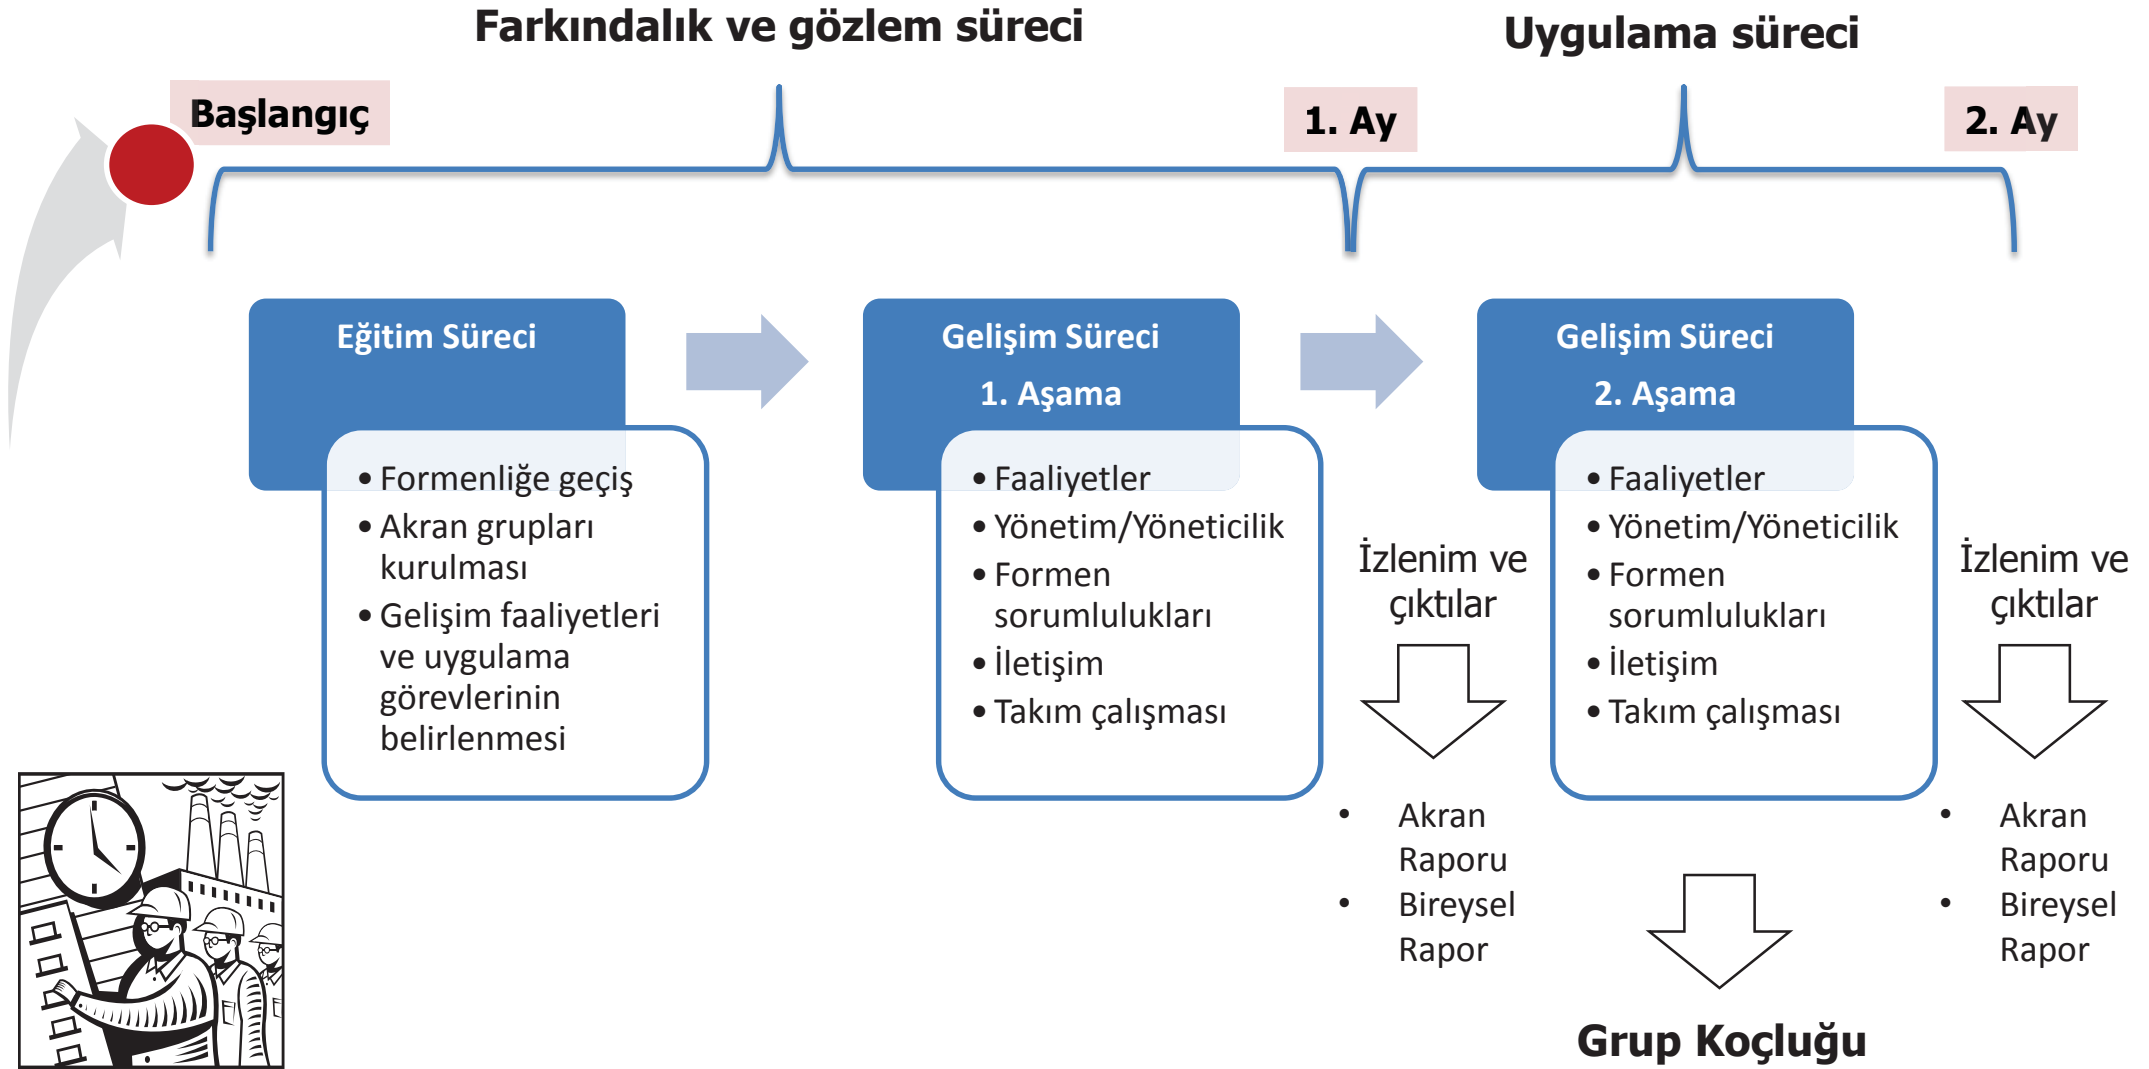 Farkındalık ve gözlem süreci
Uygulama süreci
Başlangıç
1. Ay
2. Ay
Eğitim Süreci
• Formenliğe geçiş
• Akran grupları
kurulması
• Gelişim faaliyetleri
ve uygulama
görevlerinin
belirlenmesi
Gelişim Süreci
1. Aşama
• Faaliyetler
• Yönetim/Yöneticilik
• Formen
sorumlulukları
• İletişim
• Takım çalışması
İzlenim ve
çıktılar
• Akran
Raporu
• Bireysel
Rapor
Gelişim Süreci
2. Aşama
• Faaliyetler
• Yönetim/Yöneticilik
• Formen
sorumlulukları
• İletişim
• Takım çalışması
İzlenim ve
çıktılar
• Akran
Raporu
• Bireysel
Rapor
Grup Koçluğu